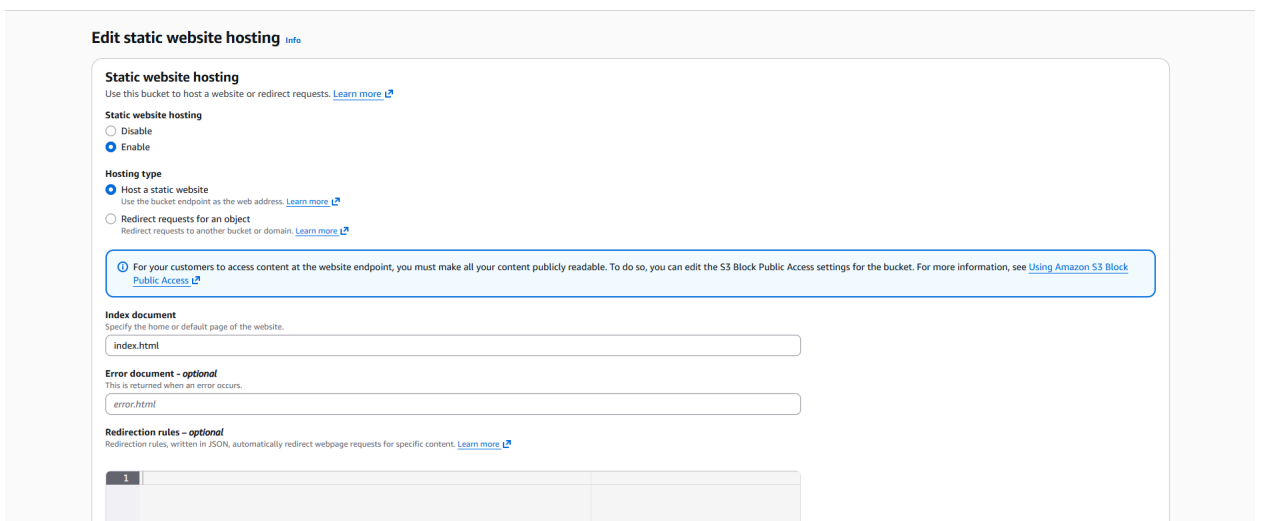 Edit static website hosting Info
Static website hosting
Use this bucket to host a website or redirect requests. Learn more
Static website hosting
Disable
Enable
Hosting type
Host a static website
Use the bucket endpoint as the web address. Learn more
Redirect requests for an object
Redirect requests to another bucket or domain. Learn more
For your customers to access content at the website endpoint, you must make all your content publicly readable. To do so, you can edit the S3 Block Public Access settings for the bucket. For more information, see Using Amazon S3 Block
Public Access
Index document
Specify the home or default page of the website.
index.html
Error document - optional
This is returned when an error occurs.
error.html
Redirection rules – optional
Redirection rules, written in JSON, automatically redirect webpage requests for specific content. Learn more
1